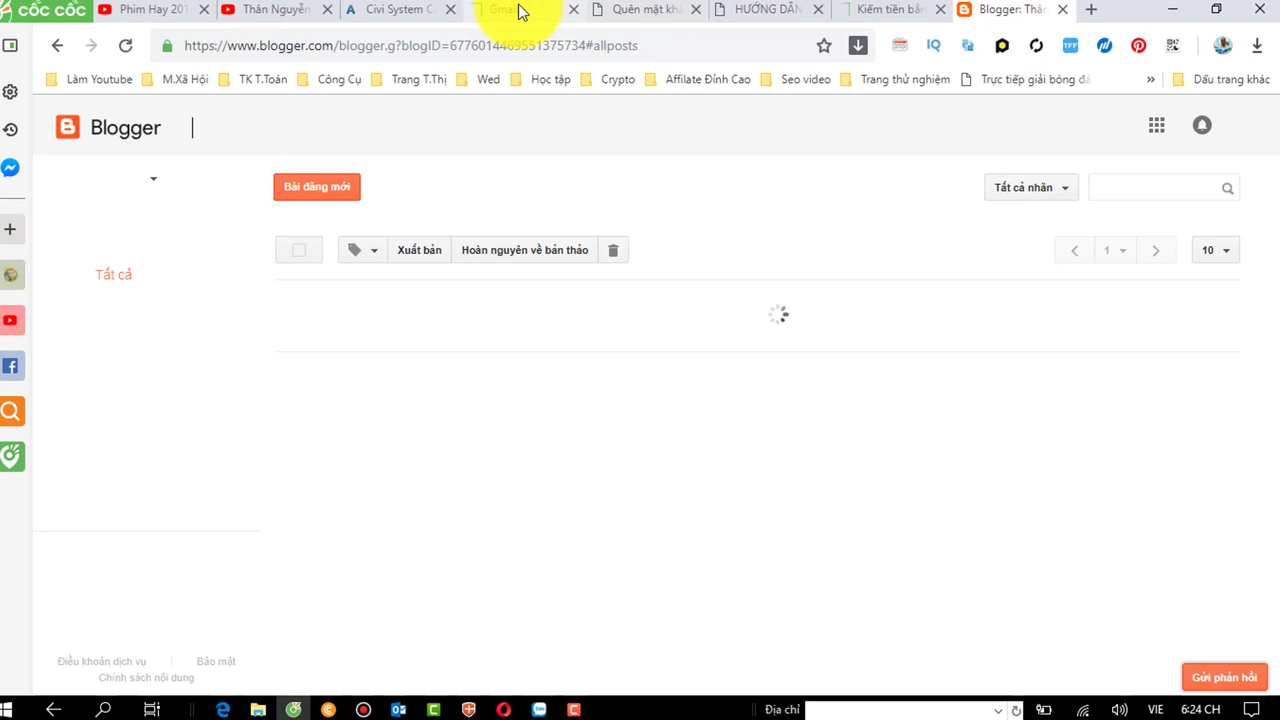 cốc cốc
Phim Hay 201
Thân Nguyễn
Civi System C
Gmai
Quên mật kh
HƯỚNG DẪN
Kiếm tiền bằn
Blogger: Thân
https://www.blogger.com/blogger.g?blogID=6776014469551375734#allposts
Làm Youtube
M.Xã Hội
TK T.Toán
Công Cụ
Trang T.Thị
Wed
Học tập
Crypto
Affilate Đỉnh Cao
Seo video
Trang thử nghiệm
Trực tiếp giải bóng đá
»
Dấu trang khác
Blogger
Bài đăng mới
Tất cả nhãn
Xuất bản
Hoàn nguyên về bản thảo
1
10
Tất cả
Điều khoản dịch vụ
Bảo mật
Chính sách nội dung
Gửi phản hồi
Địa chỉ
VIE
6:24 CH